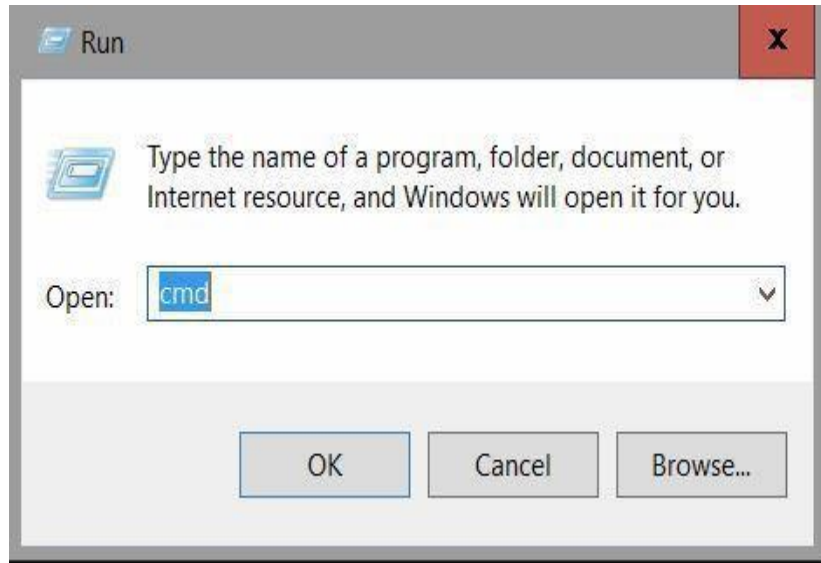 Run
x
Type the name of a program, folder, document, or
Internet resource, and Windows will open it for you.
Open: cmd
OK Cancel Browse...